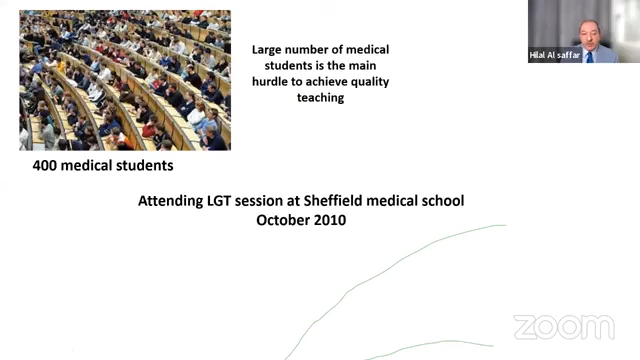 Large number of medical
students is the main
hurdle to achieve quality
teaching
Hilal Al saffar
400 medical students
Attending LGT session at Sheffield medical school
October 2010
zoom